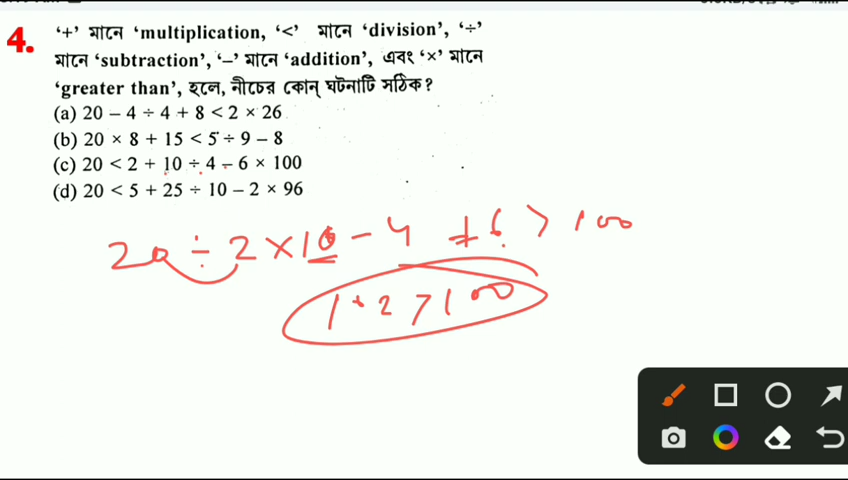 4. ‘+’ মানে ‘multiplication, ‘<’ মানে ‘division’, ‘÷’
মানে ‘subtraction’, ‘–’ মানে ‘addition’, এবং ‘×’ মানে
‘greater than’, হলে, নীচের কোন্ ঘটনাটি সঠিক?
(a) 20 – 4 ÷ 4 + 8 < 2 × 26
(b) 20 × 8 + 15 < 5 ÷ 9 – 8
(c) 20 < 2 + 10 ÷ 4 – 6 × 100
(d) 20 < 5 + 25 ÷ 10 – 2 × 96
20 ÷ 2 × 10 – 4 + 6 > 100
102 > 100